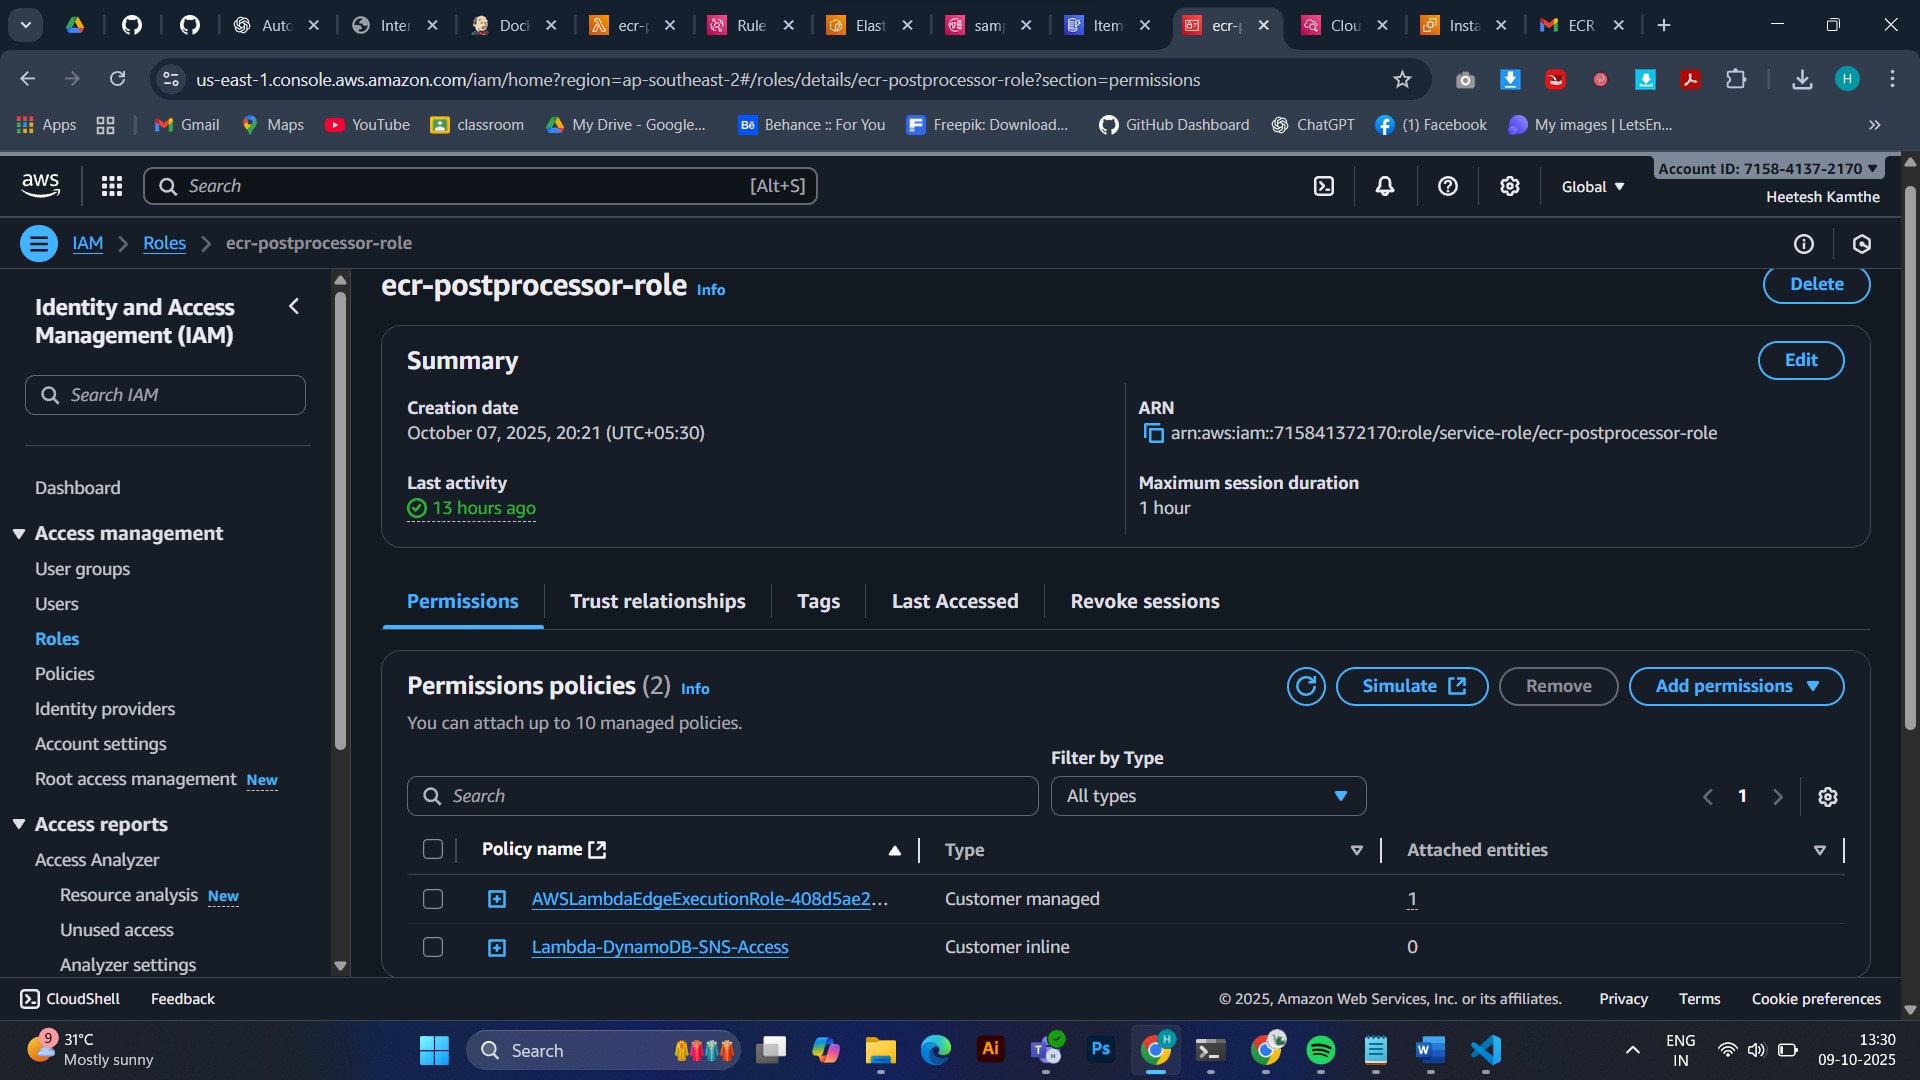 Auto
Inter
Doc
ecr-p
Rule
Elast
sam
Item
ecr-p
Clou
Insta
ECR
us-east-1.console.aws.amazon.com/iam/home?region=ap-southeast-2#/roles/details/ecr-postprocessor-role?section=permissions
H
Apps
Gmail
Maps
YouTube
classroom
My Drive - Google...
Bē
Behance :: For You
Freepik: Download...
GitHub Dashboard
ChatGPT
(1) Facebook
My images | LetsEn...
»
aws
Search
[Alt+S]
Global
Account ID: 7158-4137-2170
Heetesh Kamthe
IAM
Roles
ecr-postprocessor-role
Identity and Access
Management (IAM)
Search IAM
Dashboard
Access management
User groups
Users
Roles
Policies
Identity providers
Account settings
Root access management New
Access reports
Access Analyzer
Resource analysis New
Unused access
Analyzer settings
ecr-postprocessor-role Info
Delete
Summary
Edit
Creation date
October 07, 2025, 20:21 (UTC+05:30)
ARN
arn:aws:iam::715841372170:role/service-role/ecr-postprocessor-role
Last activity
13 hours ago
Maximum session duration
1 hour
Permissions
Trust relationships
Tags
Last Accessed
Revoke sessions
Permissions policies (2) Info
You can attach up to 10 managed policies.
Simulate
Remove
Add permissions
Filter by Type
Search
All types
1
Policy name
Type
Attached entities
AWSLambdaEdgeExecutionRole-408d5ae2...
Customer managed
1
Lambda-DynamoDB-SNS-Access
Customer inline
0
CloudShell
Feedback
© 2025, Amazon Web Services, Inc. or its affiliates.
Privacy
Terms
Cookie preferences
9
31°C
Mostly sunny
Search
Ai
T
H
Ps
H
W
ENG
IN
13:30
09-10-2025